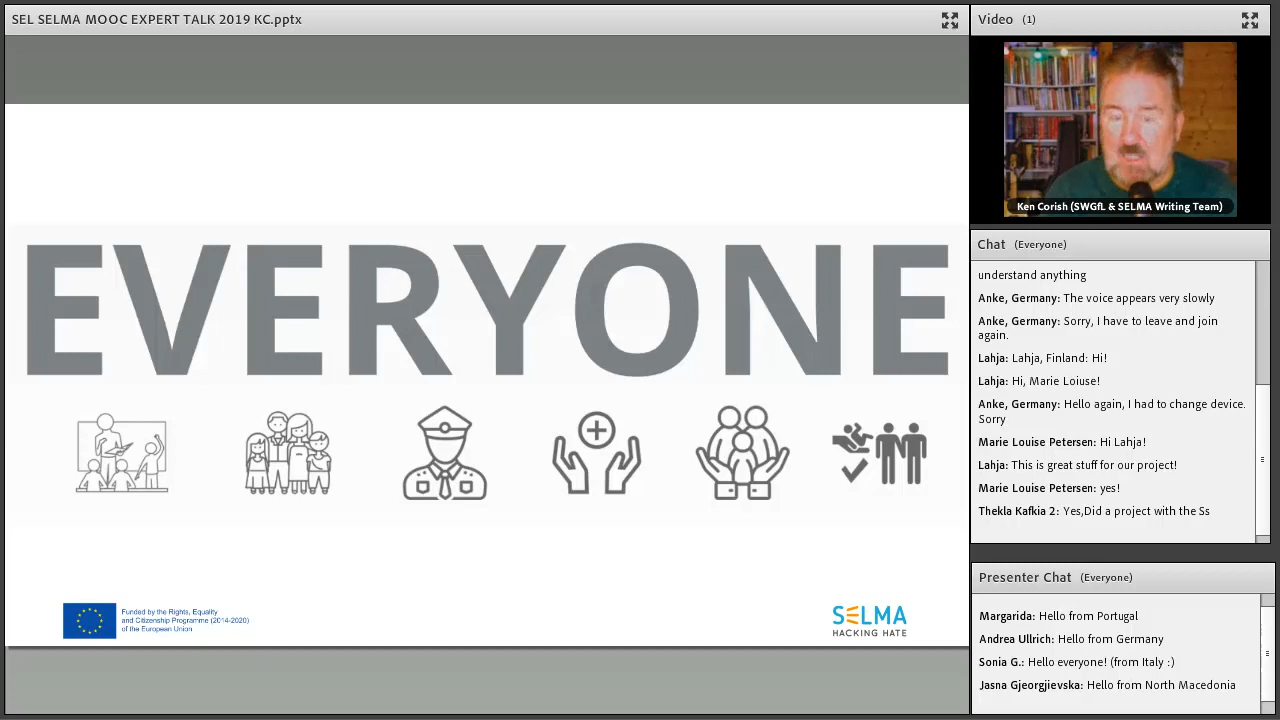 SEL SELMA MOOC EXPERT TALK 2019 KC.pptx
EVERYONE
Funded by the Rights, Equality
and Citizenship Programme (2014-2020)
of the European Union
SELMA
HACKING HATE
Video (1)
Ken Corish (SWGfL & SELMA Writing Team)
Chat (Everyone)
understand anything
Anke, Germany: The voice appears very slowly
Anke, Germany: Sorry, I have to leave and join
again.
Lahja: Lahja, Finland: Hi!
Lahja: Hi, Marie Loiuse!
Anke, Germany: Hello again, I had to change device.
Sorry
Marie Louise Petersen: Hi Lahja!
Lahja: This is great stuff for our project!
Marie Louise Petersen: yes!
Thekla Kafkia 2: Yes,Did a project with the Ss
Presenter Chat (Everyone)
Margarida: Hello from Portugal
Andrea Ullrich: Hello from Germany
Sonia G.: Hello everyone! (from Italy :)
Jasna Gjeorgjievska: Hello from North Macedonia